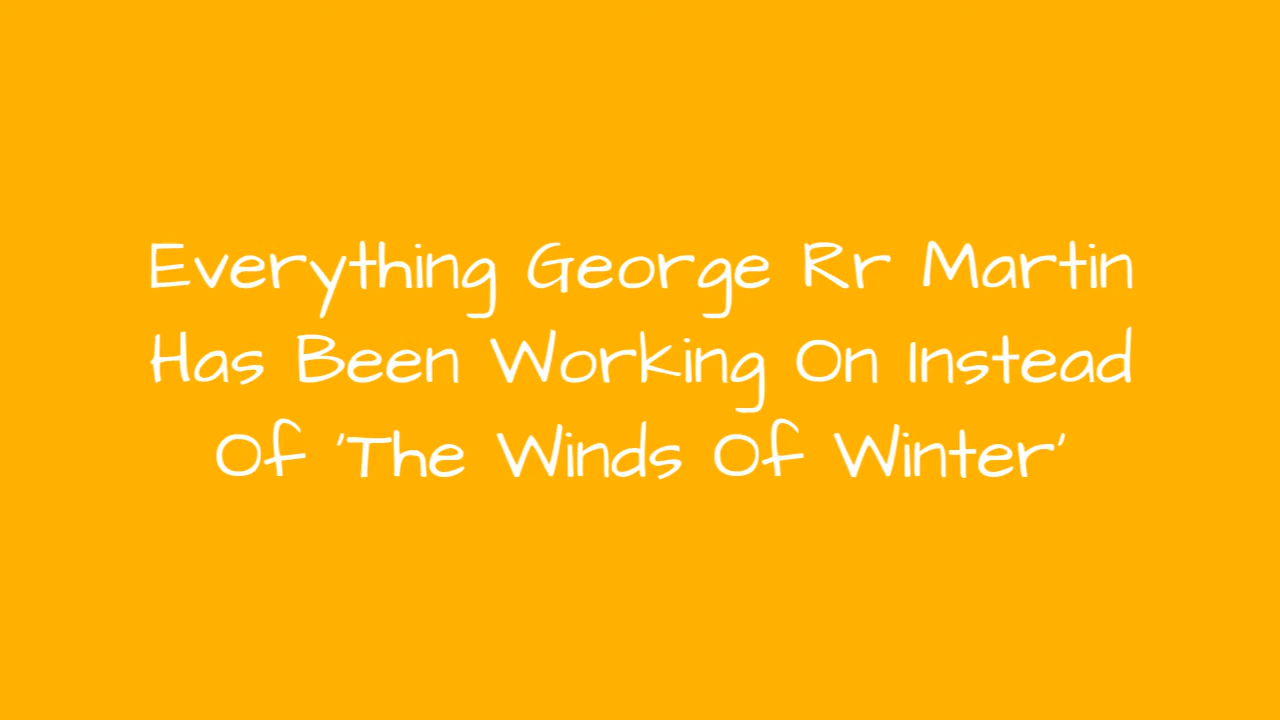 Everything George Rr Martin
Has Been Working On Instead
Of 'The Winds Of Winter'